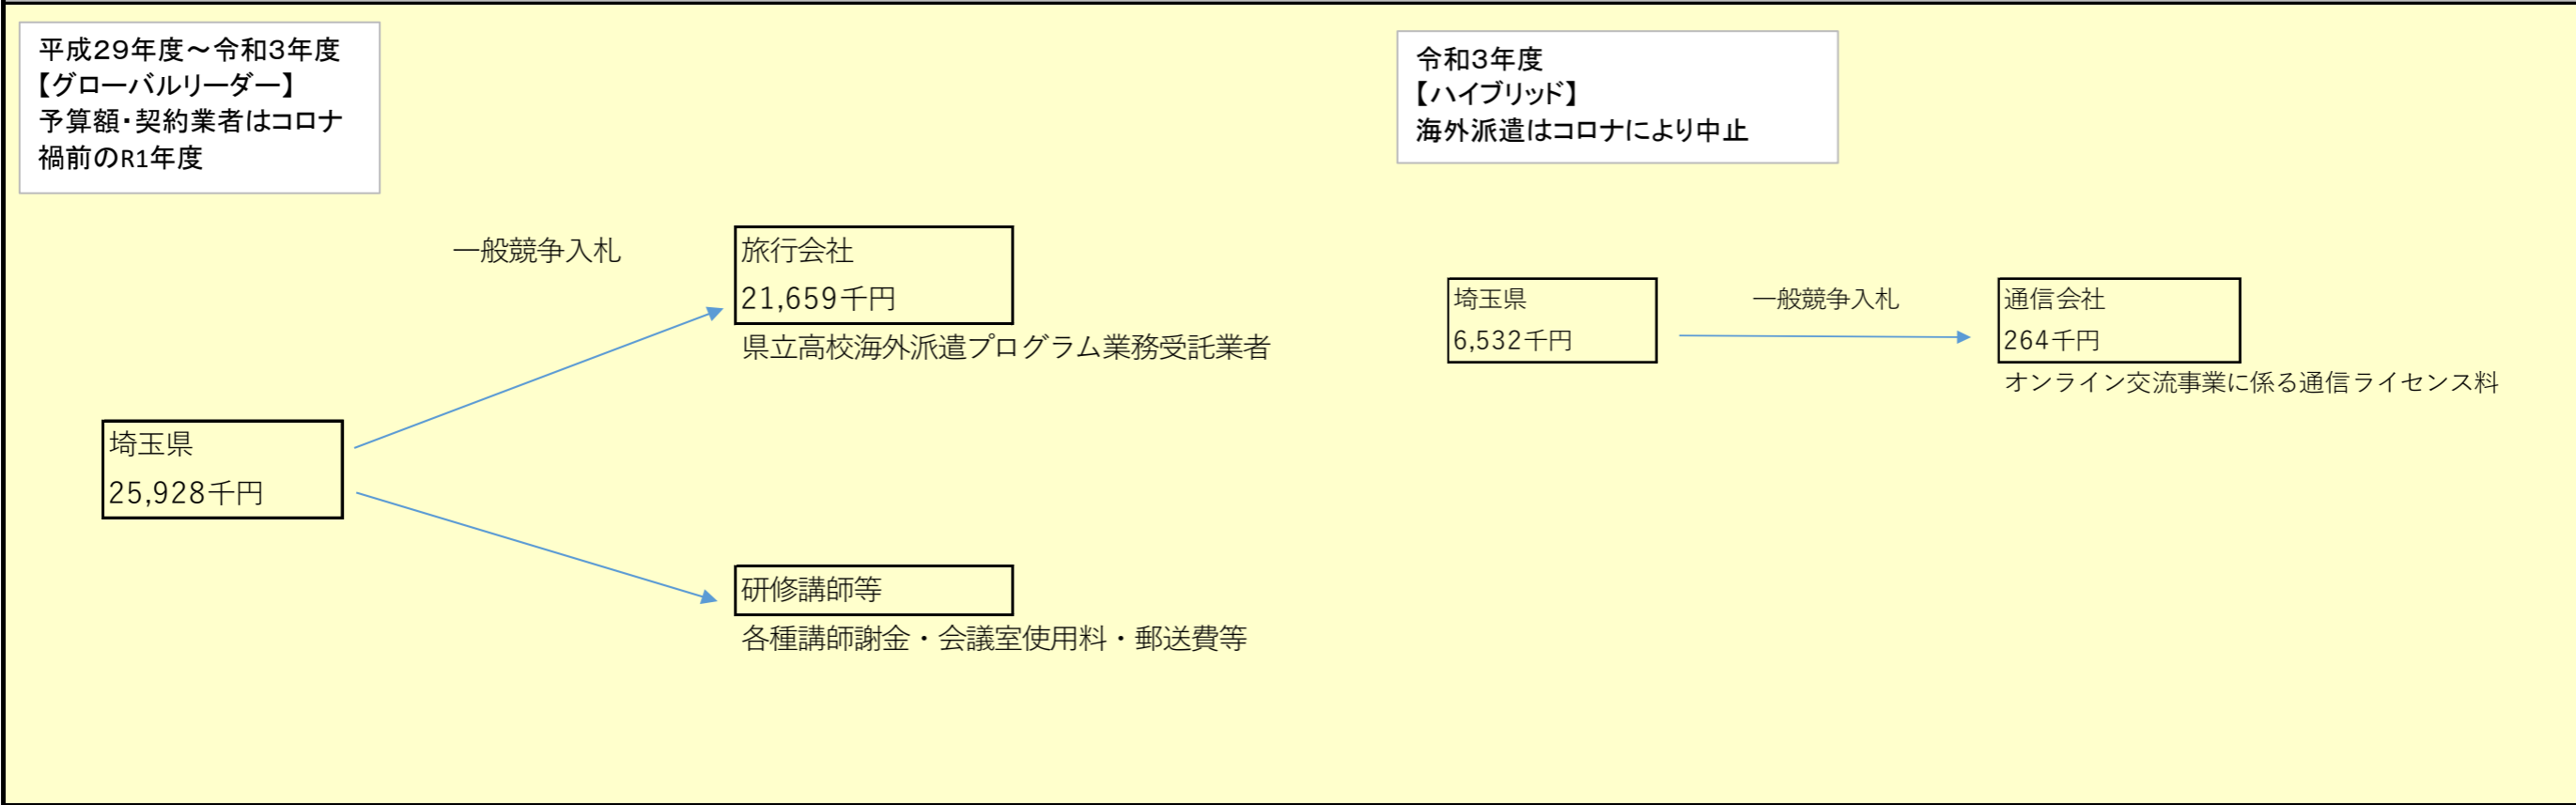 平成29年度～令和3年度
【グローバルリーダー】
予算額・契約業者はコロナ
禍前のR1年度
一般競争入札
旅行会社
21,659千円
県立高校海外派遣プログラム業務受託業者
埼玉県
25,928千円
研修講師等
各種講師謝金・会議室使用料・郵送費等
令和3年度
【ハイブリッド】
海外派遣はコロナにより中止
埼玉県
6,532千円
一般競争入札
通信会社
264千円
オンライン交流事業に係る通信ライセンス料